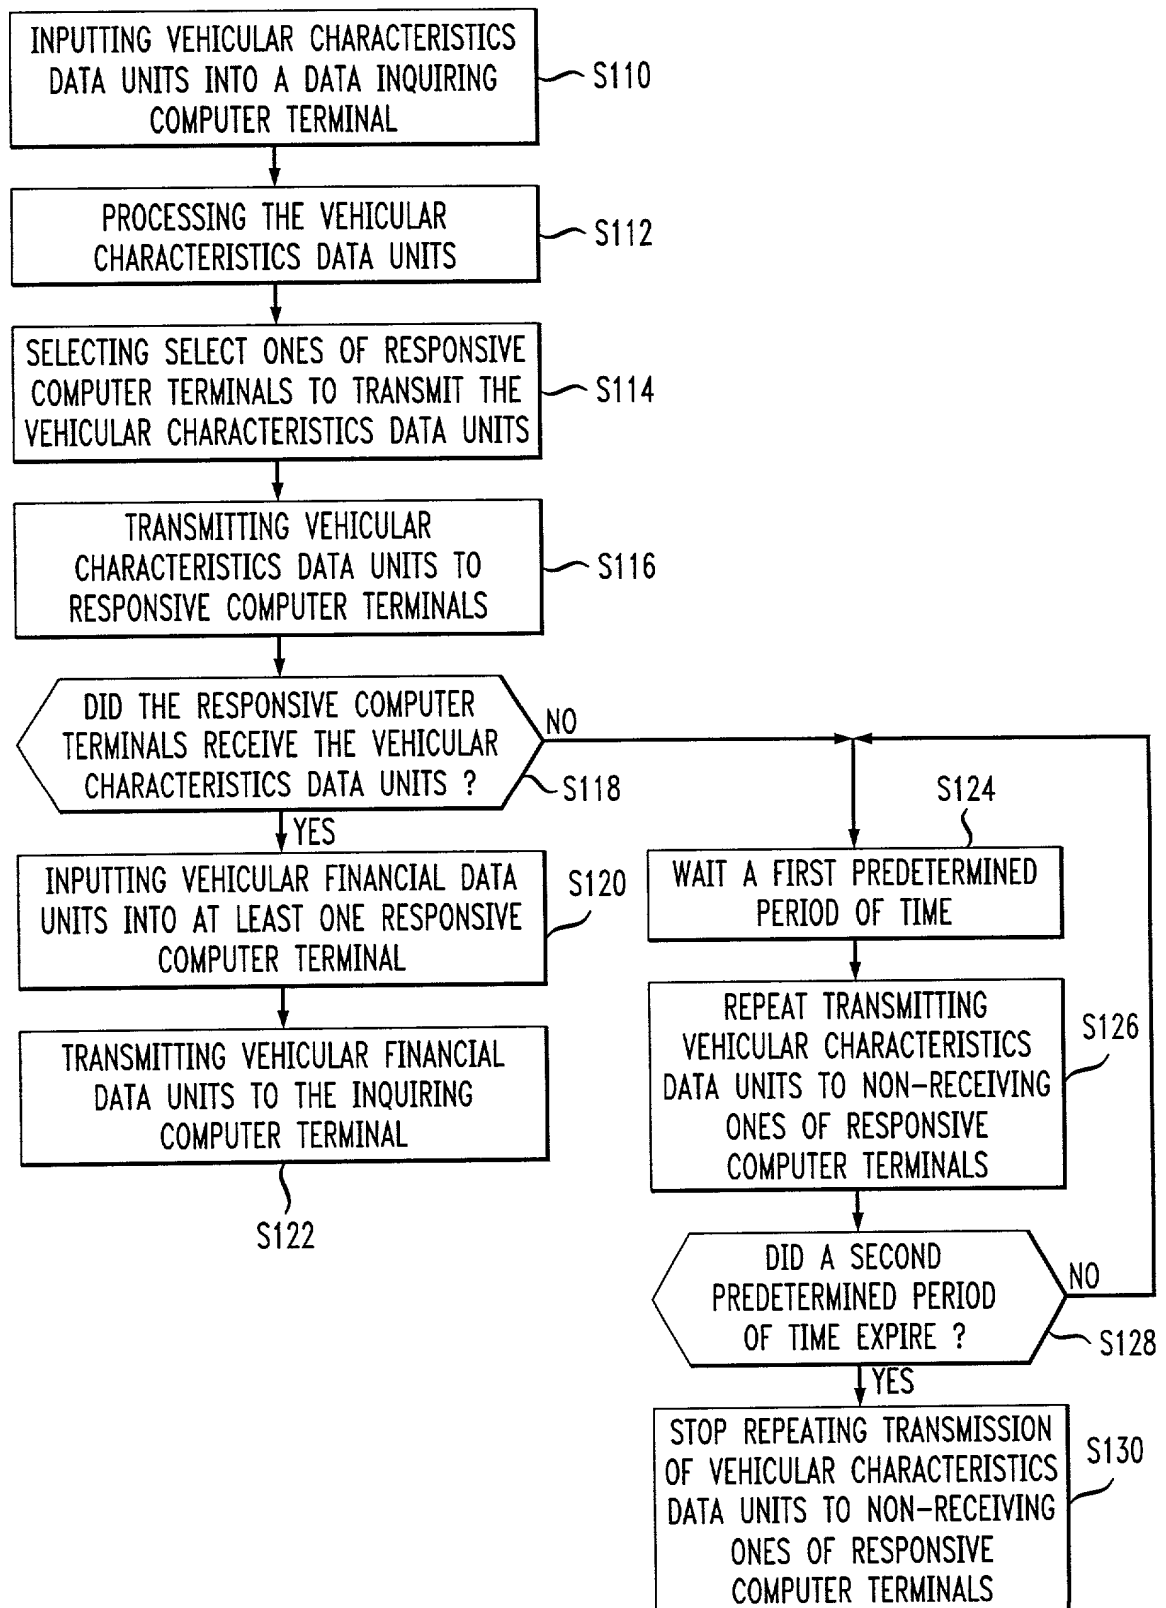 INPUTTING VEHICULAR CHARACTERISTICS
DATA UNITS INTO A DATA INQUIRING
COMPUTER TERMINAL
S110
PROCESSING THE VEHICULAR
CHARACTERISTICS DATA UNITS
S112
SELECTING SELECT ONES OF RESPONSIVE
COMPUTER TERMINALS TO TRANSMIT THE
VEHICULAR CHARACTERISTICS DATA UNITS
S114
TRANSMITTING VEHICULAR
CHARACTERISTICS DATA UNITS TO
RESPONSIVE COMPUTER TERMINALS
S116
DID THE RESPONSIVE COMPUTER
TERMINALS RECEIVE THE VEHICULAR
CHARACTERISTICS DATA UNITS ?
S118
NO
YES
INPUTTING VEHICULAR FINANCIAL DATA
UNITS INTO AT LEAST ONE RESPONSIVE
COMPUTER TERMINAL
S120
TRANSMITTING VEHICULAR FINANCIAL
DATA UNITS TO THE INQUIRING
COMPUTER TERMINAL
S122
S124
WAIT A FIRST PREDETERMINED
PERIOD OF TIME
REPEAT TRANSMITTING
VEHICULAR CHARACTERISTICS
DATA UNITS TO NON-RECEIVING
ONES OF RESPONSIVE
COMPUTER TERMINALS
S126
DID A SECOND
PREDETERMINED PERIOD
OF TIME EXPIRE ?
NO
S128
YES
STOP REPEATING TRANSMISSION
OF VEHICULAR CHARACTERISTICS
DATA UNITS TO NON-RECEIVING
ONES OF RESPONSIVE
COMPUTER TERMINALS
S130